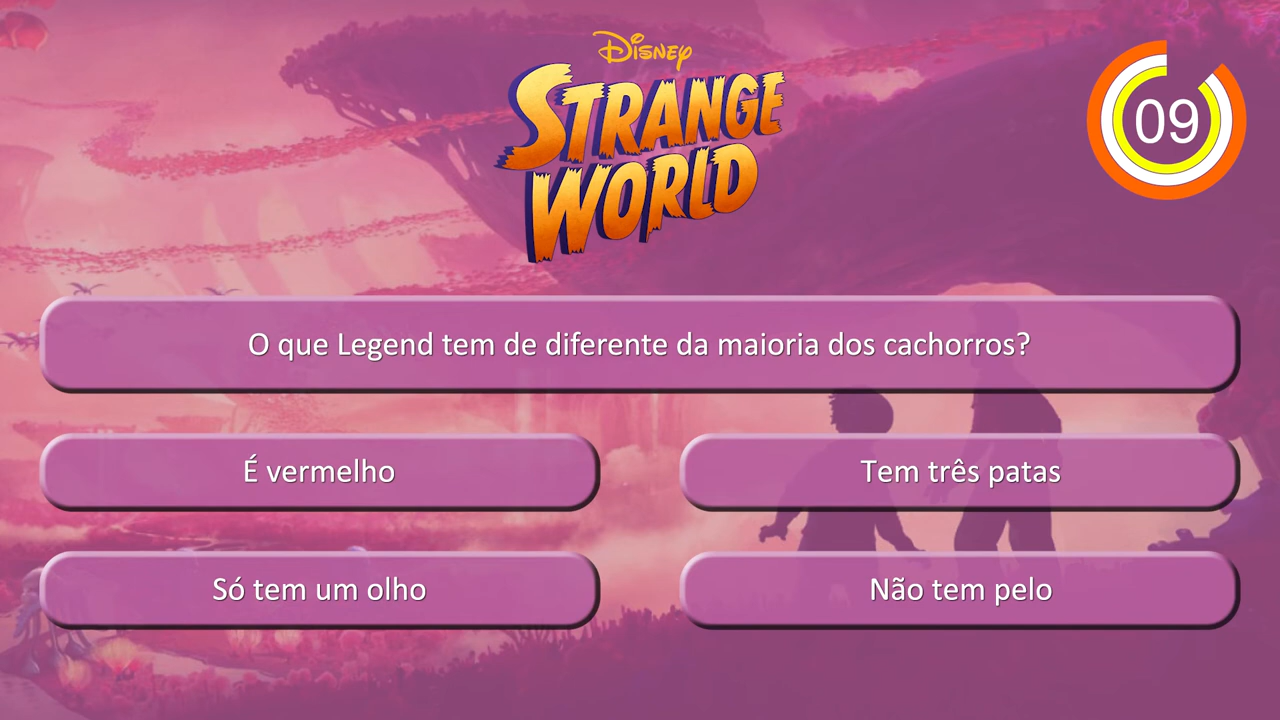 Disney
STRANGE
WORLD
09
O que Legend tem de diferente da maioria dos cachorros?
É vermelho
Tem três patas
Só tem um olho
Não tem pelo